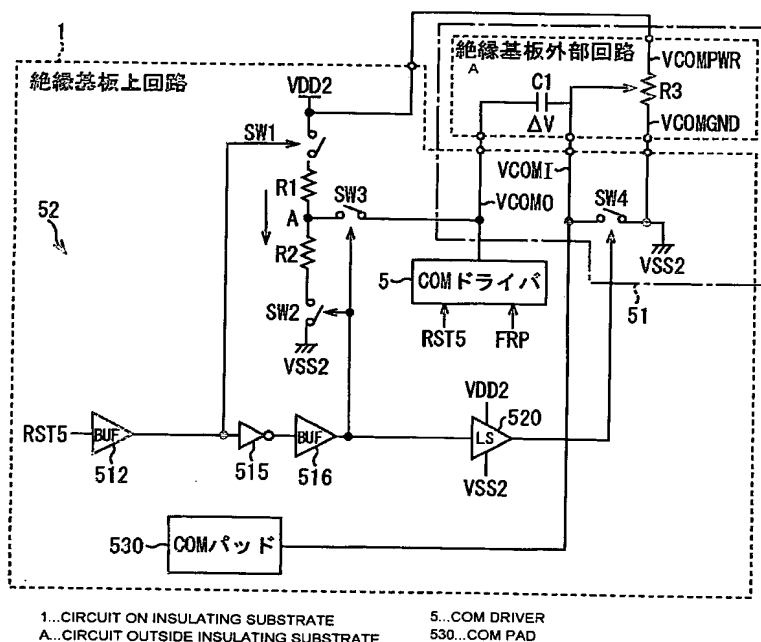 1
絶縁基板上回路
絶縁基板外部回路
A
VCOMPWR
VDD2
C1
R3
ΔV
VCOMGND
SW1
VCOMI
R1
SW3
SW4
52
A
VCOMO
R2
VSS2
5
COMドライバ
SW2
51
RST5
FRP
VSS2
VDD2
520
RST5
BUF
BUF
LS
512
515
516
VSS2
530
COMパッド
1...CIRCUIT ON INSULATING SUBSTRATE
5...COM DRIVER
A...CIRCUIT OUTSIDE INSULATING SUBSTRATE
530...COM PAD